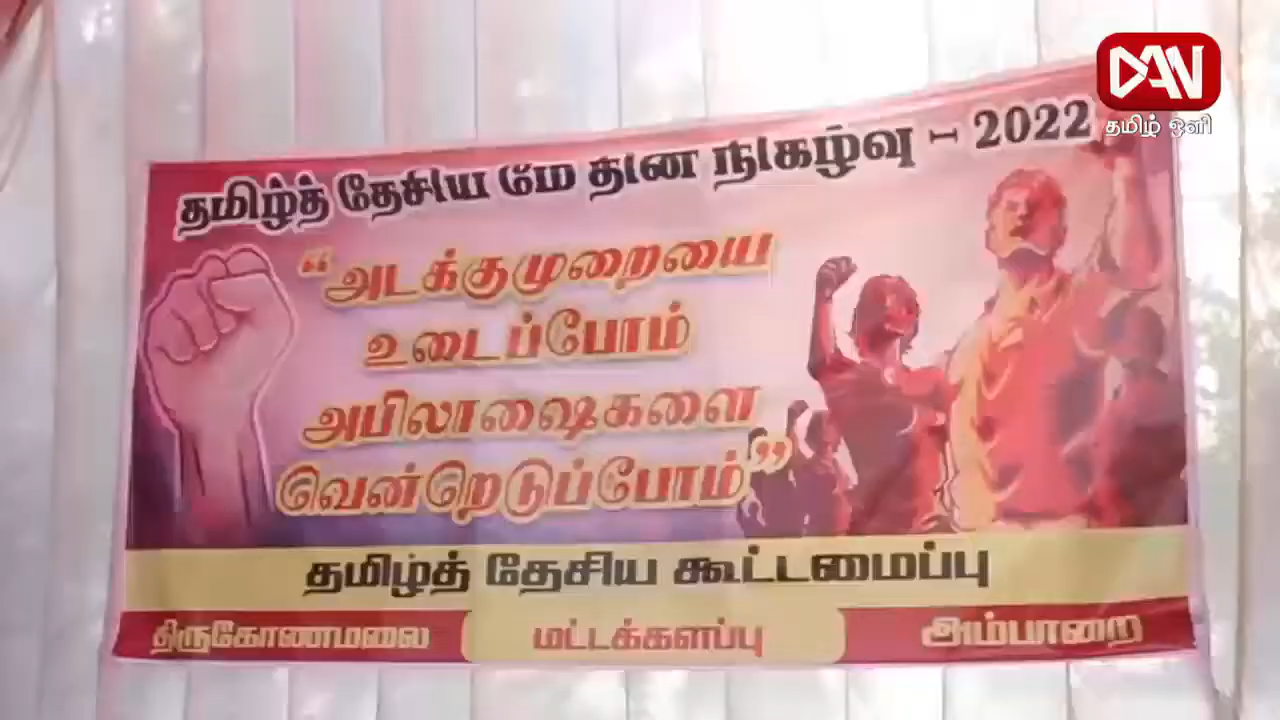 DAN
தமிழ் ஒளி
தமிழ்த் தேசிய மே தின நிகழ்வு - 2022
“அடக்குமுறையை
உடைப்போம்
அபிலாஷைகளை
வென்றெடுப்போம்”
தமிழ்த் தேசிய கூட்டமைப்பு
திருகோணமலை மட்டக்களப்பு அம்பாறை